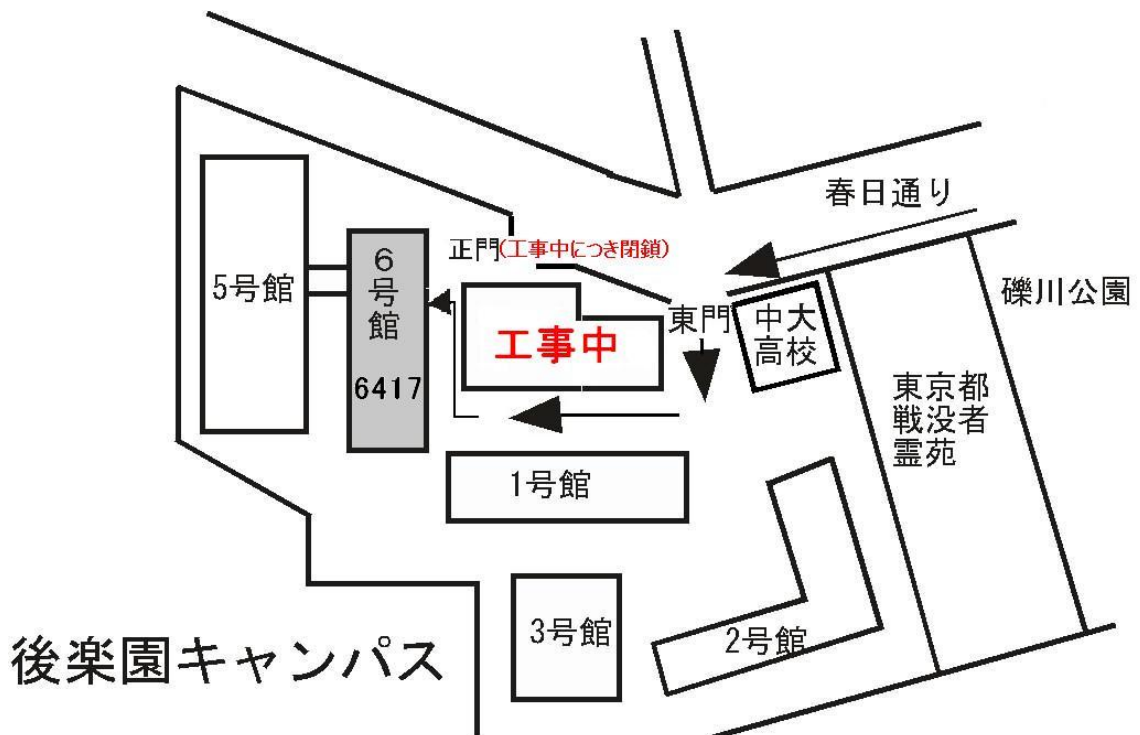 春日通り
正門(工事中につき閉鎖)
6
号
館
6417
5号館
礫川公園
東門
中大
高校
工事中
東京都
戦没者
霊苑
1号館
3号館
2号館
後楽園キャンパス